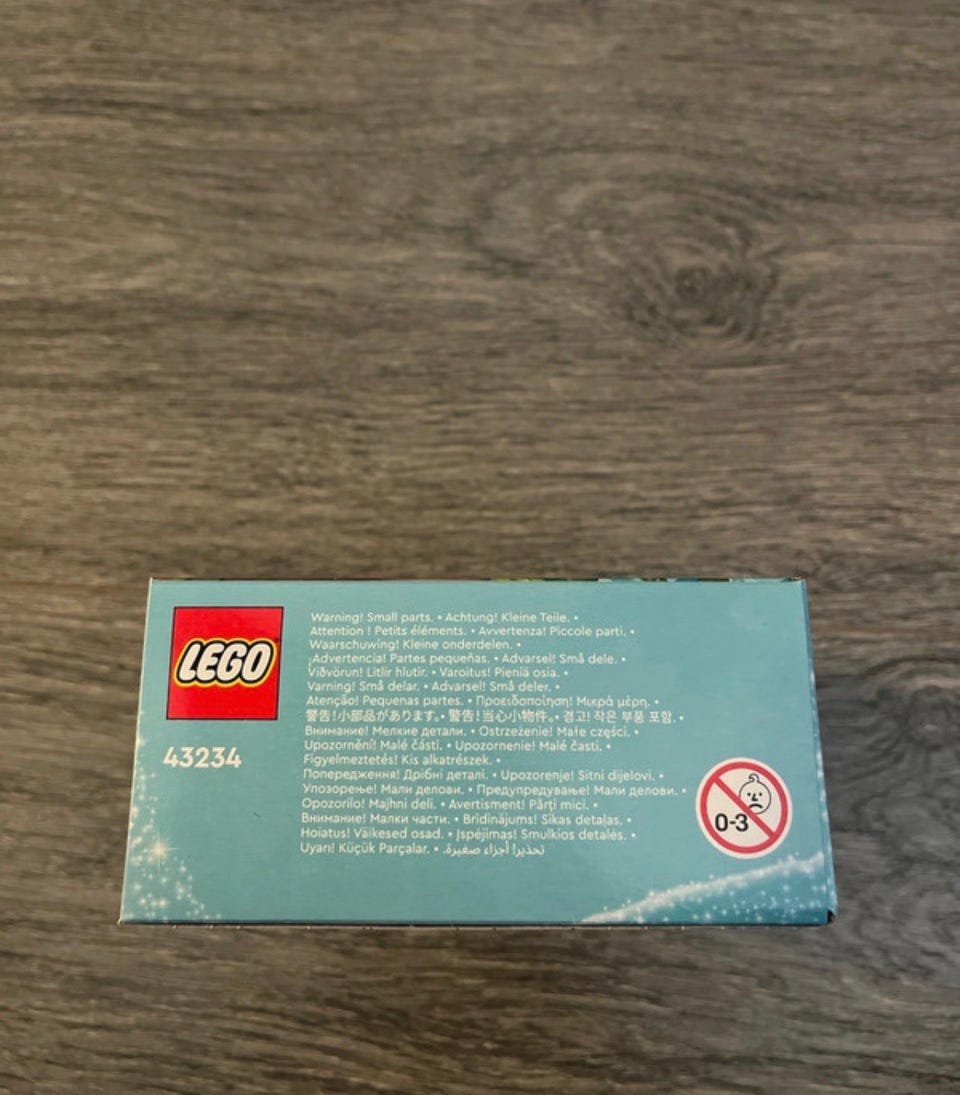 LEGO
43234
Warning! Small parts. • Achtung! Kleine Teile. •
Attention ! Petits éléments. • Avvertenza! Piccole parti. •
Waarschuwing! Kleine onderdelen. •
¡Advertencia! Partes pequeñas. • Advarsel! Små dele. •
Viðvörun! Litlir hlutir. • Varoitus! Pieniä osia. •
Varning! Små delar. • Advarsel! Små deler. •
Atenção! Pequenas partes. • Προειδοποίηση! Μικρά μέρη. •
警告!小部品があります。• 警告!当心小物件。• 경고! 작은 부품 포함. •
Внимание! Мелкие детали. • Ostrzeżenie! Małe części. •
Upozornění! Malé části. • Upozornenie! Malé časti. •
Figyelmeztetés! Kis alkatrészek. •
Попередження! Дрібні деталі. • Upozorenje! Sitni dijelovi. •
Упозорење! Мали делови. • Предупредување! Мали делови. •
Opozorilo! Majhni deli. • Avertisment! Părți mici. •
Внимание! Малки части. • Brīdinājums! Sīkas detaļas. •
Hoiatus! Väikesed osad. • Įspėjimas! Smulkios detalės. •
Uyarı! Küçük Parçalar. • تحذير! أجزاء صغيرة.
0-3